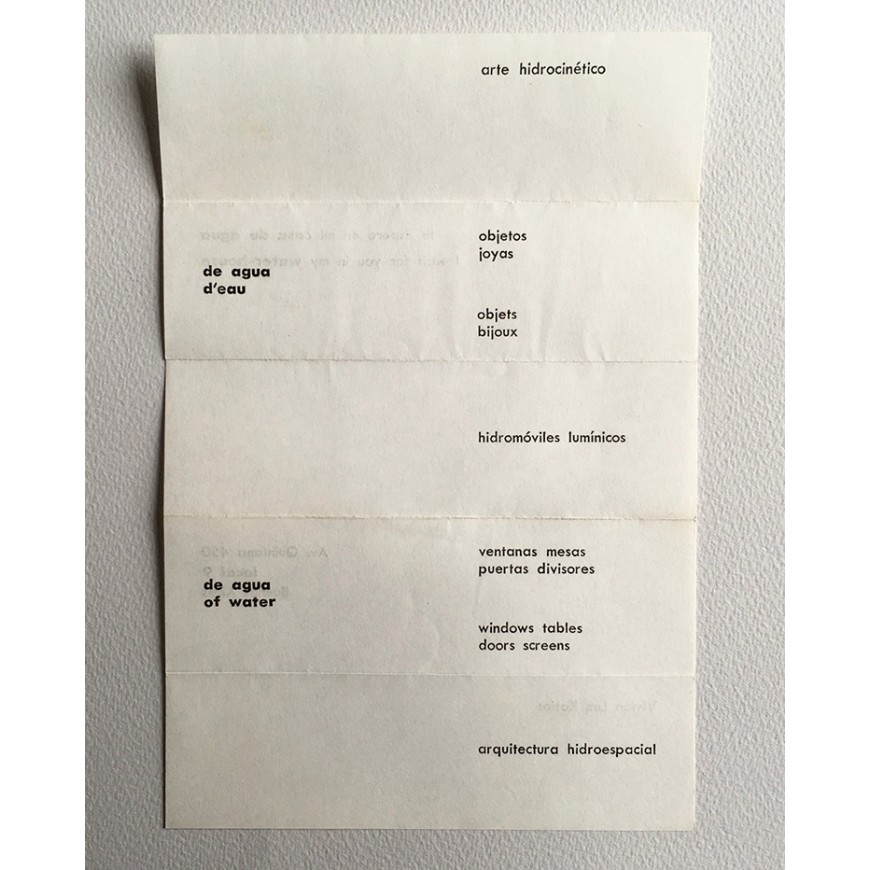 arte hidrocinético
objetos
joyas
de agua
d'eau
objets
bijoux
hidromóviles lumínicos
ventanas mesas
puertas divisores
de agua
of water
windows tables
doors screens
arquitectura hidroespacial